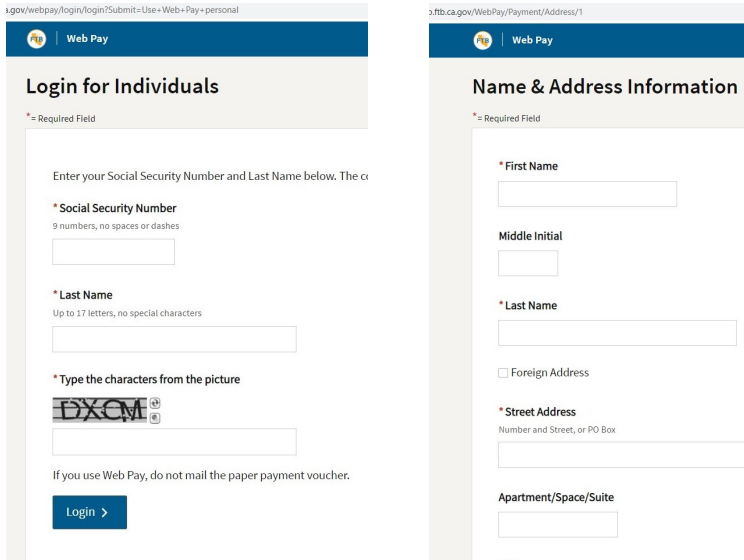 a.gov/webpay/login/login?Submit=Use+Web+Pay+personal
FTB Web Pay
Login for Individuals
*= Required Field
Enter your Social Security Number and Last Name below. The
* Social Security Number
9 numbers, no spaces or dashes
* Last Name
Up to 17 letters, no special characters
* Type the characters from the picture
DXCM
If you use Web Pay, do not mail the paper payment voucher.
Login >
.ftb.ca.gov/WebPay/Payment/Address/1
FTB Web Pay
Name & Address Information
*= Required Field
* First Name
Middle Initial
* Last Name
Foreign Address
* Street Address
Number and Street, or PO Box
Apartment/Space/Suite